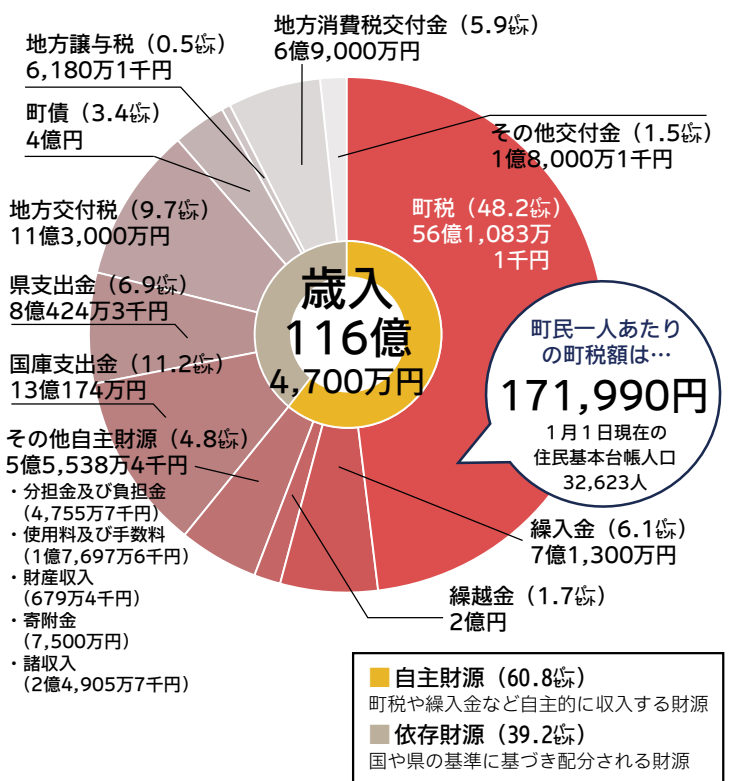 地方消費税交付金（5.9㌫）
6億9,000万円
地方譲与税（0.5㌫）
6,180万1千円
町債（3.4㌫）
4億円
その他交付金（1.5㌫）
1億8,000万1千円
地方交付税（9.7㌫）
11億3,000万円
町税（48.2㌫）
56億1,083万
1千円
県支出金（6.9㌫）
8億424万3千円
歳入
116億
4,700万円
町民一人あたり
の町税額は…
171,990円
1月1日現在の
住民基本台帳人口
32,623人
国庫支出金（11.2㌫）
13億174万円
その他自主財源（4.8㌫）
5億5,538万4千円
・分担金及び負担金
（4,755万7千円）
・使用料及び手数料
（1億7,697万6千円）
・財産収入
（679万4千円）
・寄附金
（7,500万円）
・諸収入
（2億4,905万7千円）
繰入金（6.1㌫）
7億1,300万円
繰越金（1.7㌫）
2億円
自主財源（60.8㌫）
町税や繰入金など自主的に収入する財源
依存財源（39.2㌫）
国や県の基準に基づき配分される財源